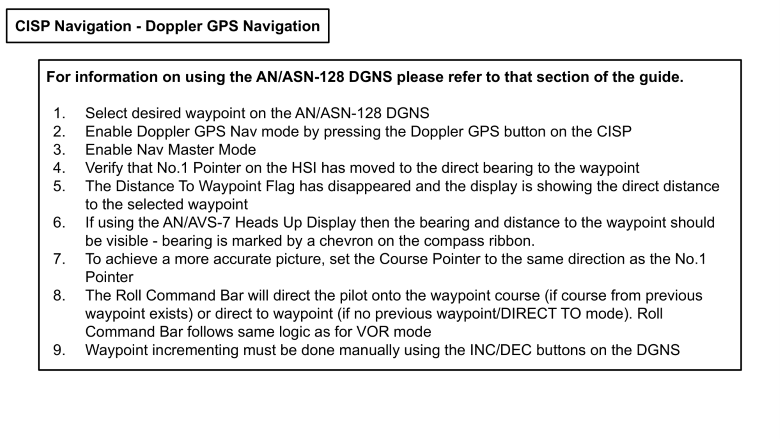 CISP Navigation - Doppler GPS Navigation
For information on using the AN/ASN-128 DGNS please refer to that section of the guide.
1. Select desired waypoint on the AN/ASN-128 DGNS
2. Enable Doppler GPS Nav mode by pressing the Doppler GPS button on the CISP
3. Enable Nav Master Mode
4. Verify that No.1 Pointer on the HSI has moved to the direct bearing to the waypoint
5. The Distance To Waypoint Flag has disappeared and the display is showing the direct distance
to the selected waypoint
6. If using the AN/AVS-7 Heads Up Display then the bearing and distance to the waypoint should
be visible - bearing is marked by a chevron on the compass ribbon.
7. To achieve a more accurate picture, set the Course Pointer to the same direction as the No.1
Pointer
8. The Roll Command Bar will direct the pilot onto the waypoint course (if course from previous
waypoint exists) or direct to waypoint (if no previous waypoint/DIRECT TO mode). Roll
Command Bar follows same logic as for VOR mode
9. Waypoint incrementing must be done manually using the INC/DEC buttons on the DGNS